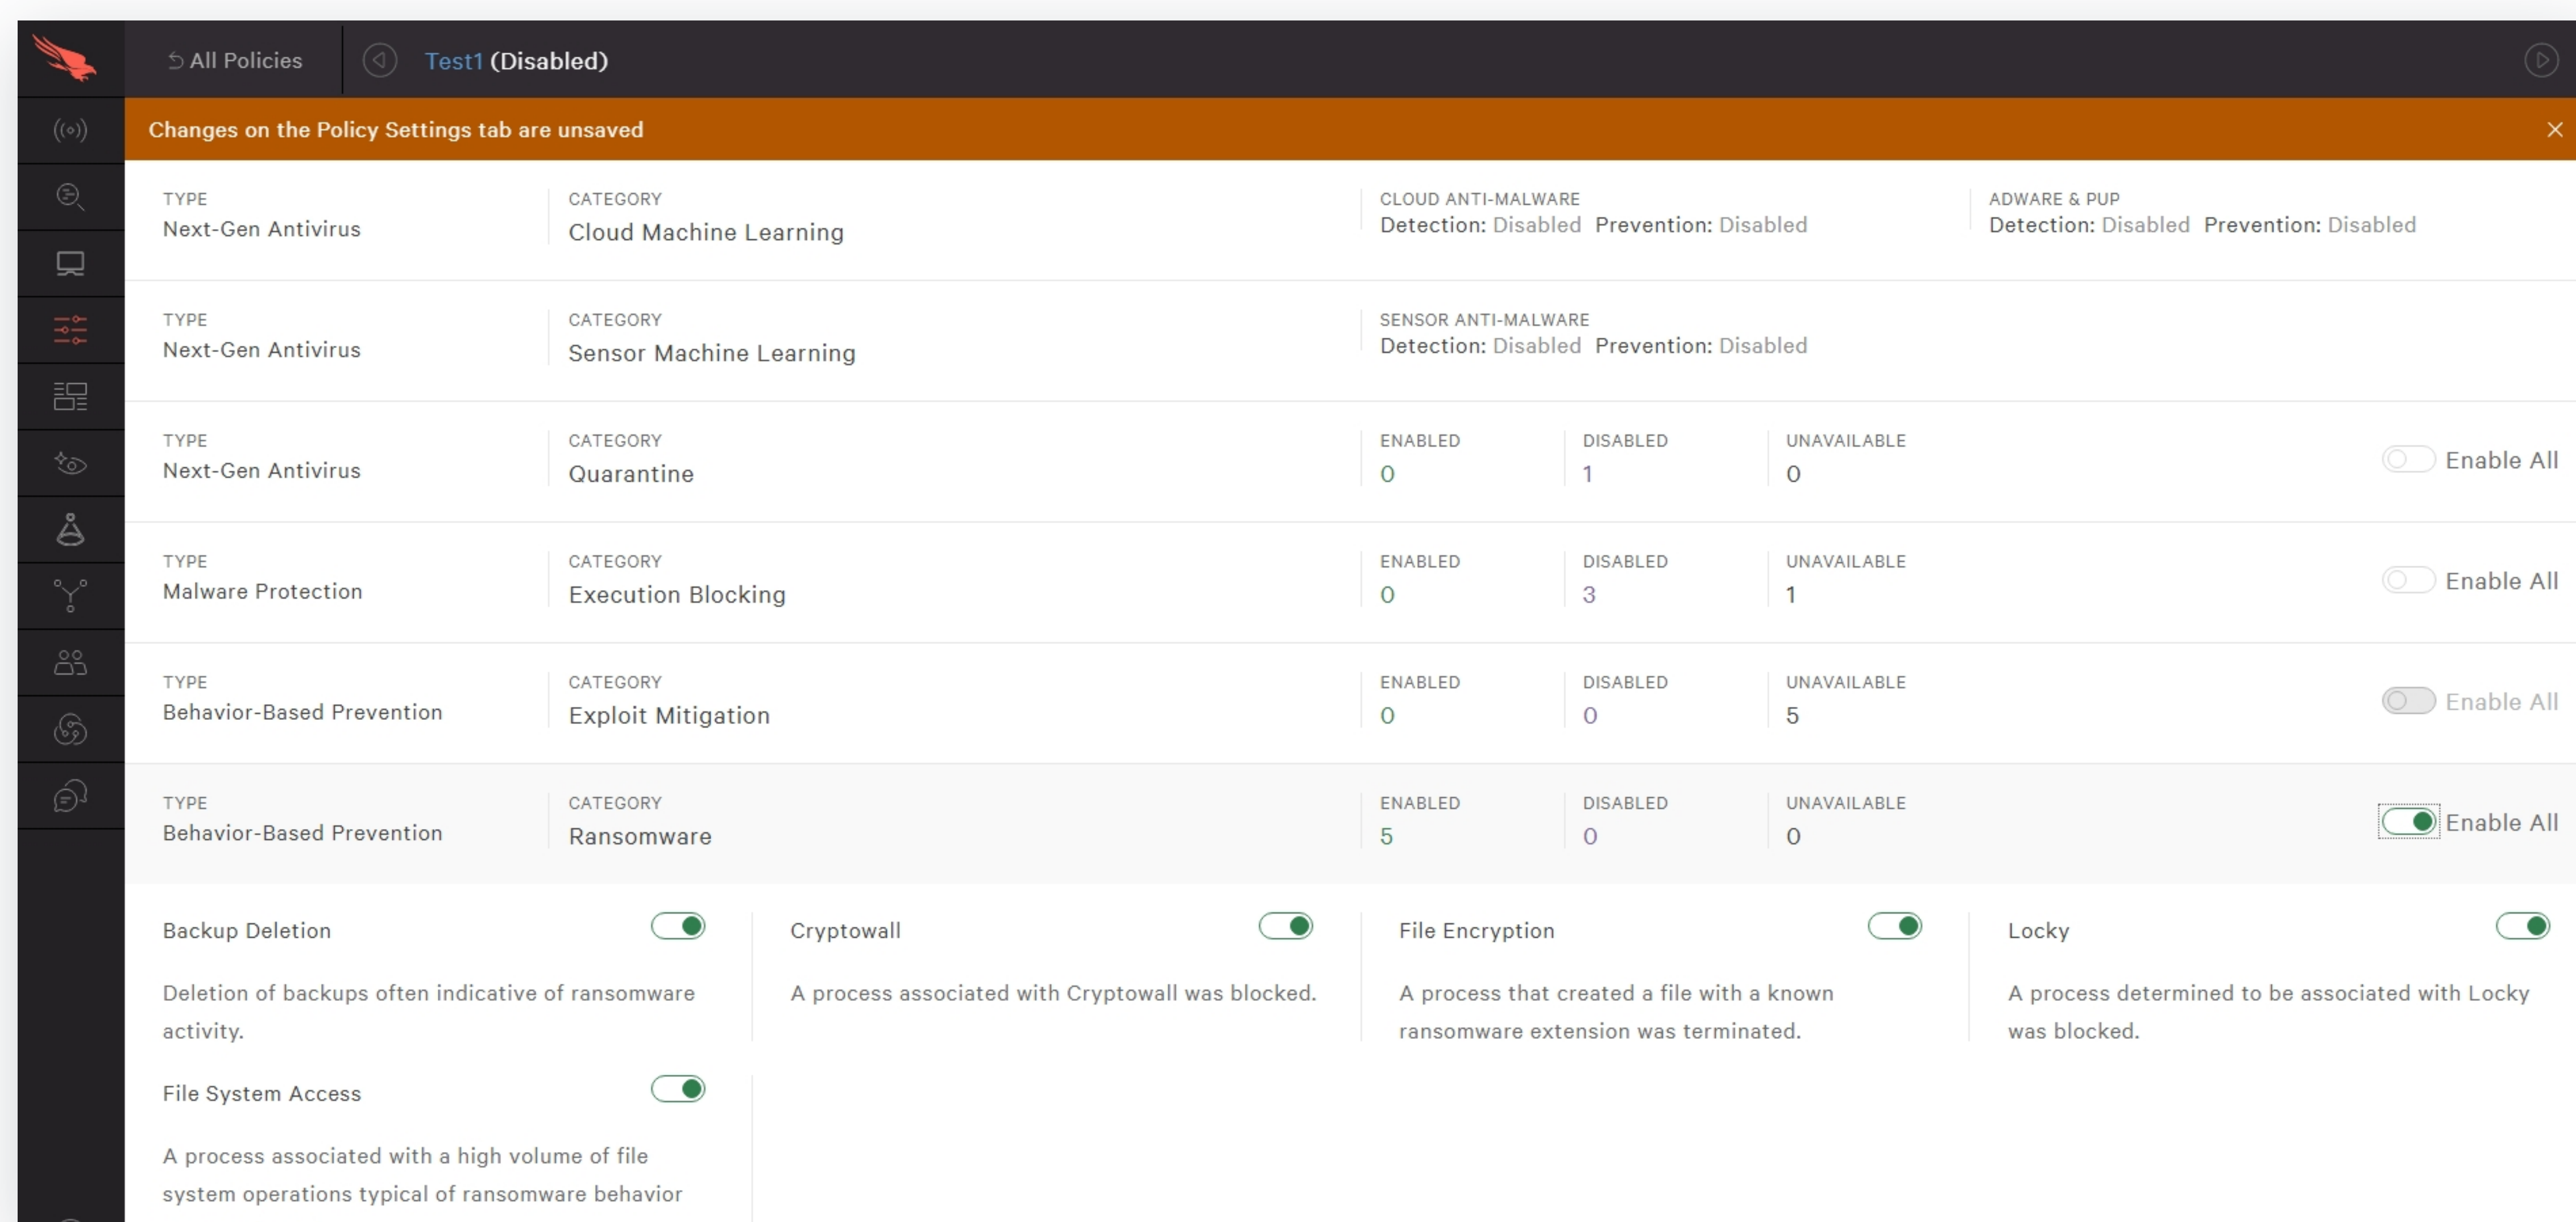 All Policies
Test1 (Disabled)
Changes on the Policy Settings tab are unsaved
TYPE CATEGORY CLOUD ANTI-MALWARE ADWARE & PUP
Next-Gen Antivirus Cloud Machine Learning Detection: Disabled Prevention: Disabled Detection: Disabled Prevention: Disabled
TYPE CATEGORY SENSOR ANTI-MALWARE
Next-Gen Antivirus Sensor Machine Learning Detection: Disabled Prevention: Disabled
TYPE CATEGORY ENABLED DISABLED UNAVAILABLE
Next-Gen Antivirus Quarantine 0 1 0 Enable All
TYPE CATEGORY ENABLED DISABLED UNAVAILABLE
Malware Protection Execution Blocking 0 3 1 Enable All
TYPE CATEGORY ENABLED DISABLED UNAVAILABLE
Behavior-Based Prevention Exploit Mitigation 0 0 5 Enable All
TYPE CATEGORY ENABLED DISABLED UNAVAILABLE
Behavior-Based Prevention Ransomware 5 0 0 Enable All
Backup Deletion
Deletion of backups often indicative of ransomware
activity.
Cryptowall
A process associated with Cryptowall was blocked.
File Encryption
A process that created a file with a known
ransomware extension was terminated.
Locky
A process determined to be associated with Locky
was blocked.
File System Access
A process associated with a high volume of file
system operations typical of ransomware behavior